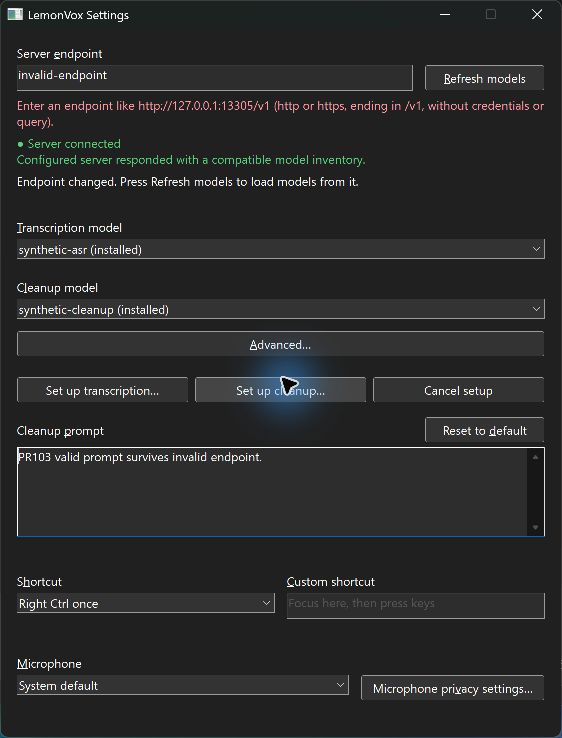 LemonVox Settings
Server endpoint
invalid-endpoint
Refresh models
Enter an endpoint like http://127.0.0.1:13305/v1 (http or https, ending in /v1, without credentials or
query).
● Server connected
Configured server responded with a compatible model inventory.
Endpoint changed. Press Refresh models to load models from it.
Transcription model
synthetic-asr (installed)
Cleanup model
synthetic-cleanup (installed)
Advanced...
Set up transcription...
Set up cleanup...
Cancel setup
Cleanup prompt
Reset to default
PR103 valid prompt survives invalid endpoint.
Shortcut
Custom shortcut
Right Ctrl once
Focus here, then press keys
Microphone
System default
Microphone privacy settings...